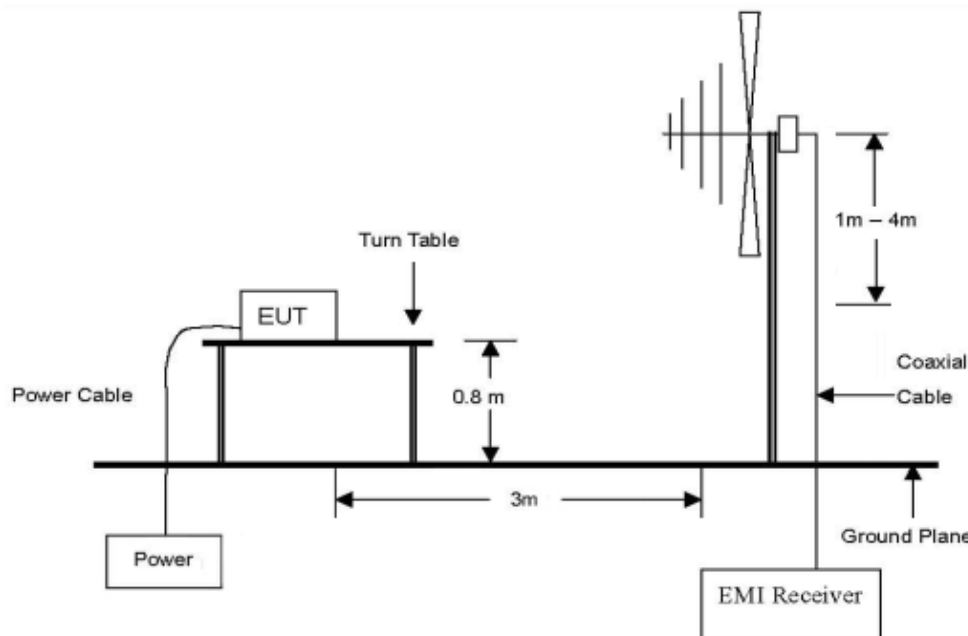 1m – 4m
Turn Table
EUT
Coaxial
Cable
Power Cable
0.8 m
3m
Ground Plane
Power
EMI Receiver